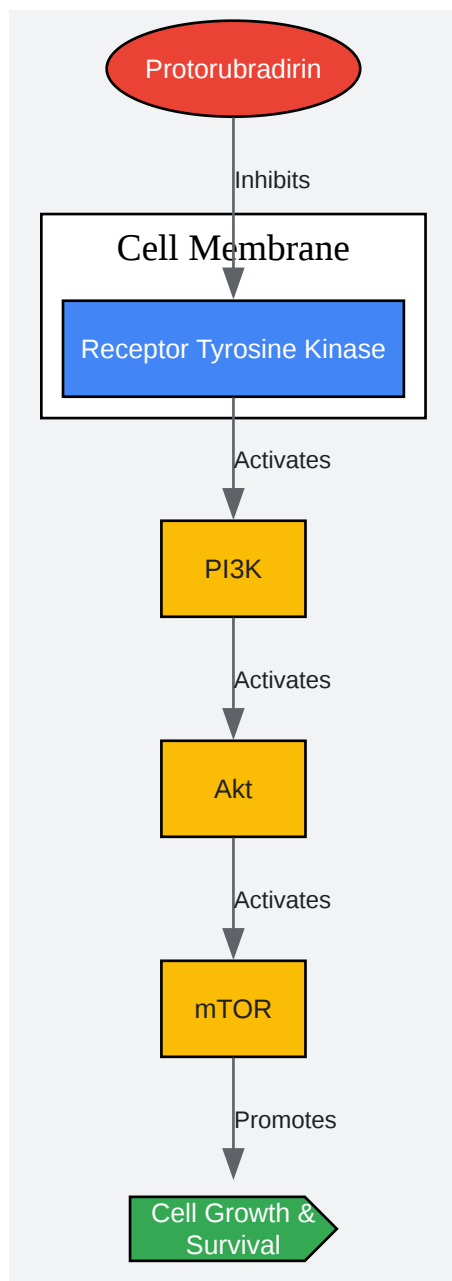 Protorubradirin
Inhibits
Cell Membrane
Receptor Tyrosine Kinase
Activates
PI3K
Activates
Akt
Activates
mTOR
Promotes
Cell Growth &
Survival